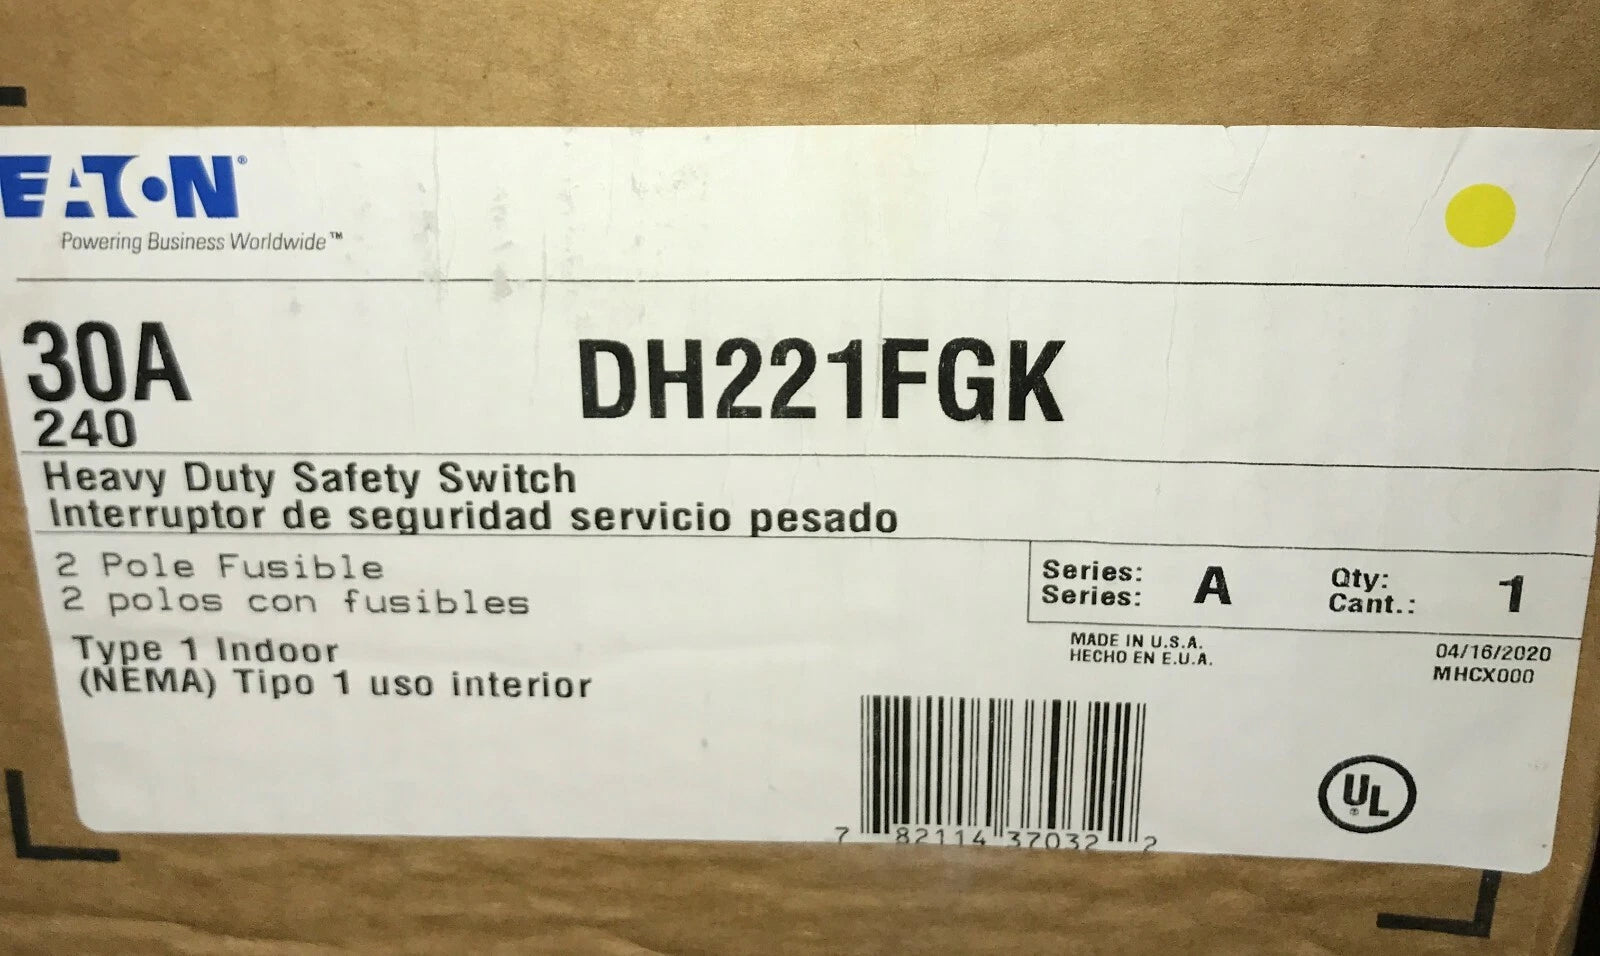 EATON®
Powering Business Worldwide™
30A
240
DH221FGK
Heavy Duty Safety Switch
Interruptor de seguridad servicio pesado
2 Pole Fusible
2 polos con fusibles
Type 1 Indoor
(NEMA) Tipo 1 uso interior
Series: A Qty: 1
Series: Cant.:
MADE IN U.S.A.
HECHO EN E.U.A.
04/16/2020
MHCX000
7 82114 37032 2
UL®